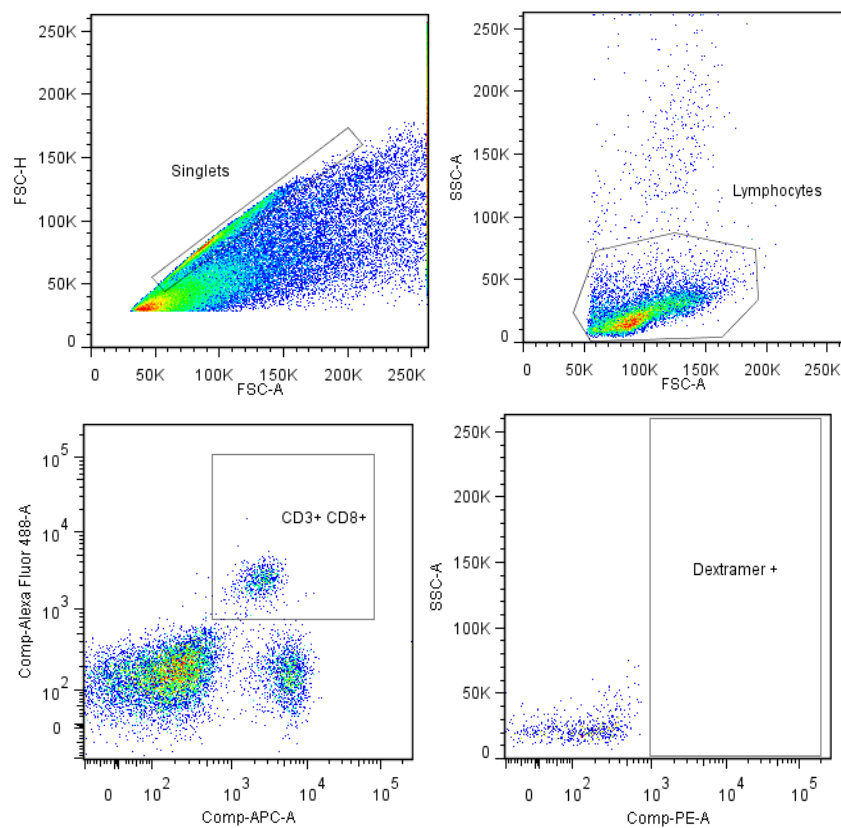 250K
200K
150K
100K
50K
0
FSC-H
Singlets
0 50K 100K 150K 200K 250K
FSC-A
250K
200K
150K
100K
50K
0
SSC-A
Lymphocytes
0 50K 100K 150K 200K 250K
FSC-A
10^5
10^4
10^3
10^2
0
Comp-Alexa Fluor 488-A
CD3+ CD8+
0 10^2 10^3 10^4 10^5
Comp-APC-A
250K
200K
150K
100K
50K
0
SSC-A
Dextramer +
0 10^2 10^3 10^4 10^5
Comp-PE-A